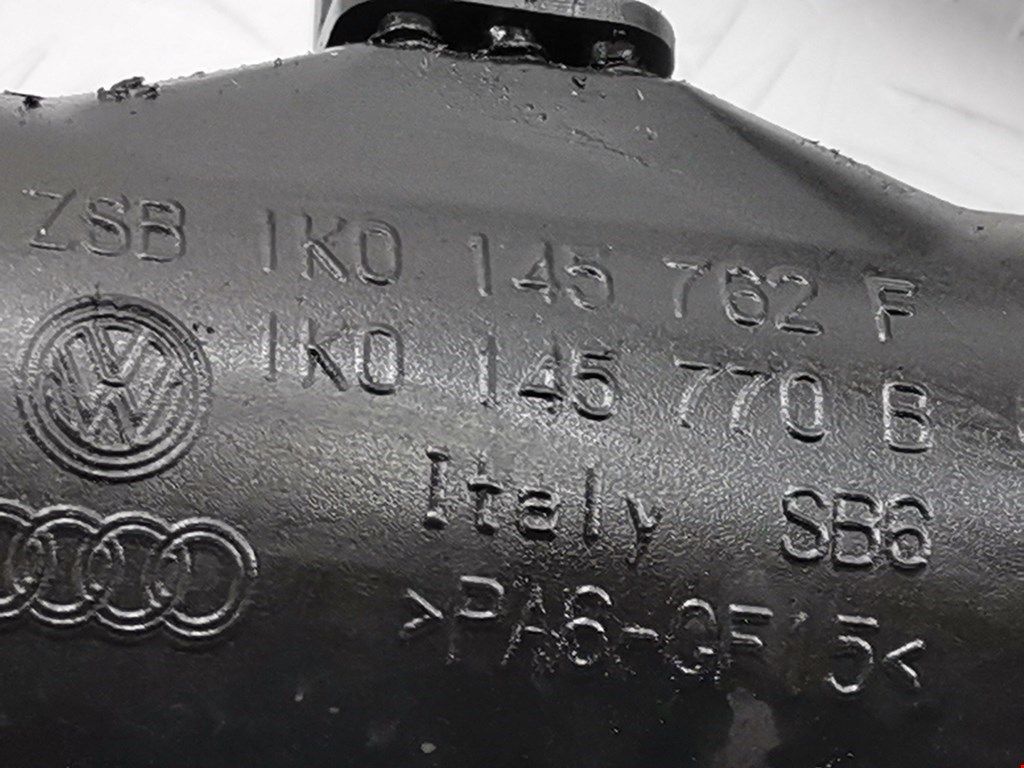 ZSB 1K0 145 762 F
1K0 145 770 B
Italy SB6
>PA6-GF15<